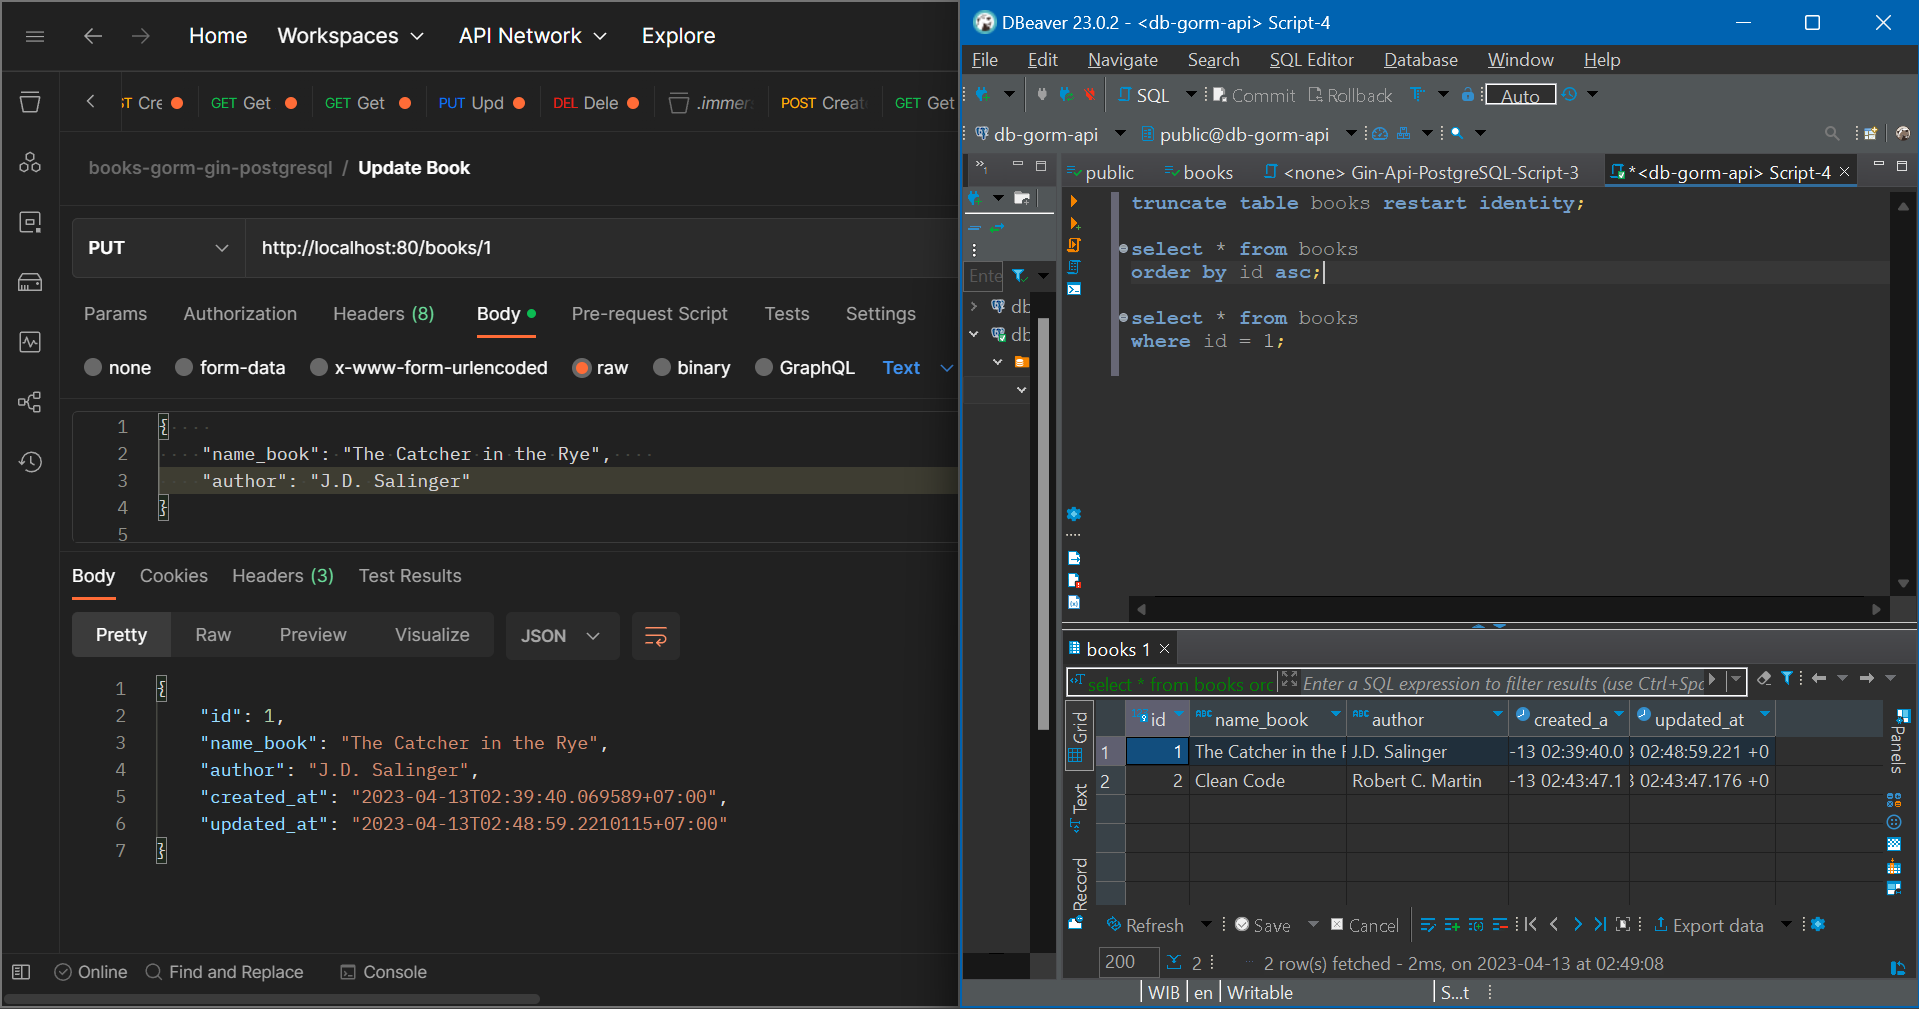 Home Workspaces API Network Explore
ST Cre GET Get GET Get PUT Upd DEL Dele .immer POST Creat GET Get
books-gorm-gin-postgresql / Update Book
PUT http://localhost:80/books/1
Params Authorization Headers (8) Body Pre-request Script Tests Settings
none form-data x-www-form-urlencoded raw binary GraphQL Text
1 {
2 "name_book": "The Catcher in the Rye",
3 "author": "J.D. Salinger"
4 }
5
Body Cookies Headers (3) Test Results
Pretty Raw Preview Visualize JSON
1 {
2 "id": 1,
3 "name_book": "The Catcher in the Rye",
4 "author": "J.D. Salinger",
5 "created_at": "2023-04-13T02:39:40.069589+07:00",
6 "updated_at": "2023-04-13T02:48:59.2210115+07:00"
7 }
Online Find and Replace Console
DBeaver 23.0.2 - <db-gorm-api> Script-4
File Edit Navigate Search SQL Editor Database Window Help
SQL Commit Rollback Auto
db-gorm-api public@db-gorm-api
public books <none> Gin-Api-PostgreSQL-Script-3 *<db-gorm-api> Script-4
Ente
db
db
truncate table books restart identity;
select * from books
order by id asc;
select * from books
where id = 1;
books 1
select * from books orc Enter a SQL expression to filter results (use Ctrl+Spc
Grid
Text
Record
id name_book author created_a updated_at
1 1 The Catcher in the F J.D. Salinger -13 02:39:40.0 3 02:48:59.221 +0
2 2 Clean Code Robert C. Martin -13 02:43:47.1 3 02:43:47.176 +0
Panels
Refresh Save Cancel Export data
200 2 2 row(s) fetched - 2ms, on 2023-04-13 at 02:49:08
WIB en Writable S...t